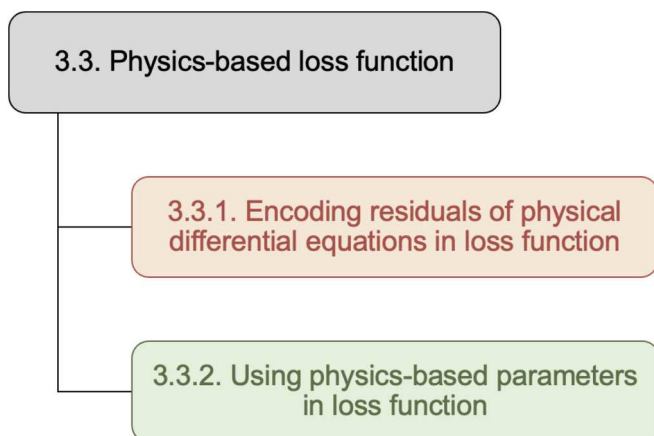 3.3. Physics-based loss function
3.3.1. Encoding residuals of physical
differential equations in loss function
3.3.2. Using physics-based parameters
in loss function